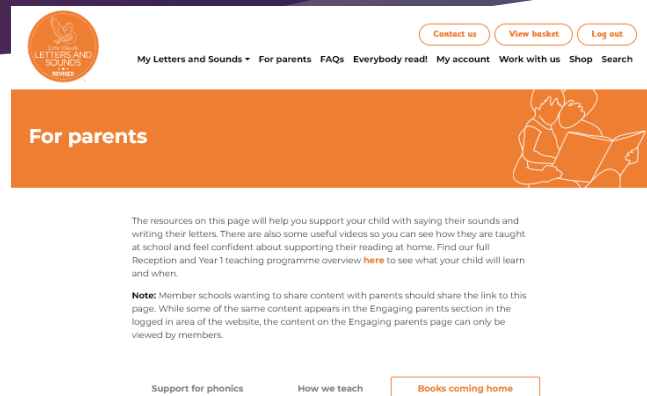 Contact us
View basket
Log out
Little Wandle
LETTERS AND
SOUNDS
REVISED
My Letters and Sounds
For parents
FAQs
Everybody read!
My account
Work with us
Shop
Search
For parents
The resources on this page will help you support your child with saying their sounds and
writing their letters. There are also some useful videos so you can see how they are taught
at school and feel confident about supporting their reading at home. Find our full
Reception and Year 1 teaching programme overview here to see what your child will learn
and when.
Note: Member schools wanting to share content with parents should share the link to this
page. While some of the same content appears in the Engaging parents section in the
logged in area of the website, the content on the Engaging parents page can only be
viewed by members.
Support for phonics
How we teach
Books coming home